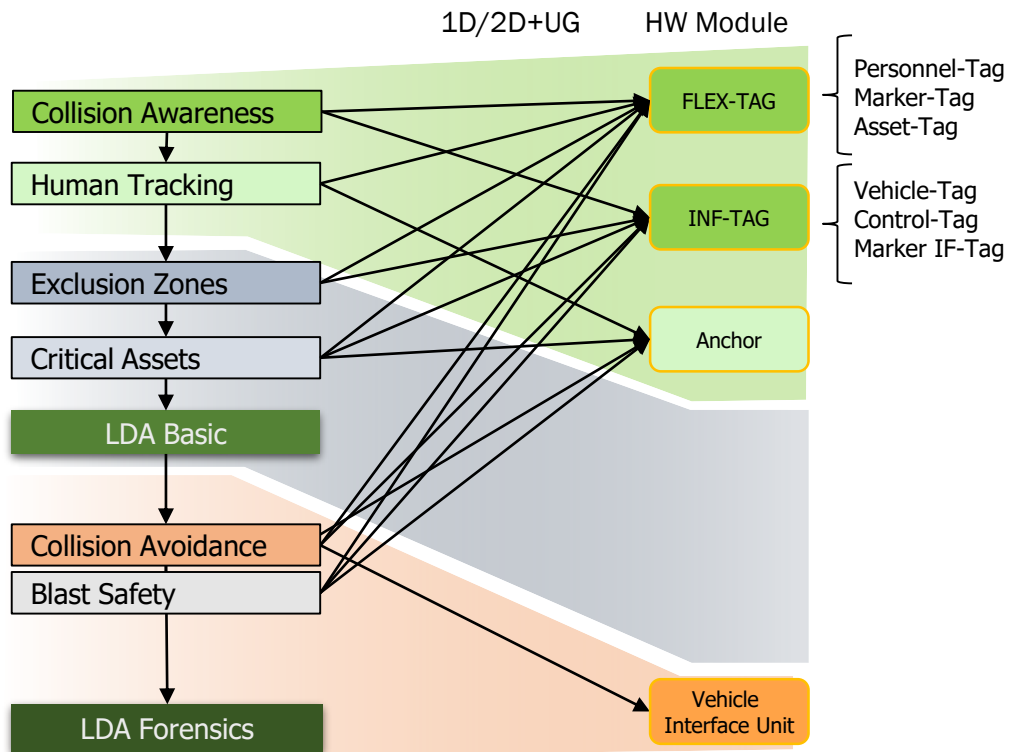 1D/2D+UG
HW Module
Collision Awareness
Human Tracking
Exclusion Zones
Critical Assets
LDA Basic
Collision Avoidance
Blast Safety
LDA Forensics
FLEX-TAG
INF-TAG
Anchor
Vehicle
Interface Unit
Personnel-Tag
Marker-Tag
Asset-Tag
Vehicle-Tag
Control-Tag
Marker IF-Tag